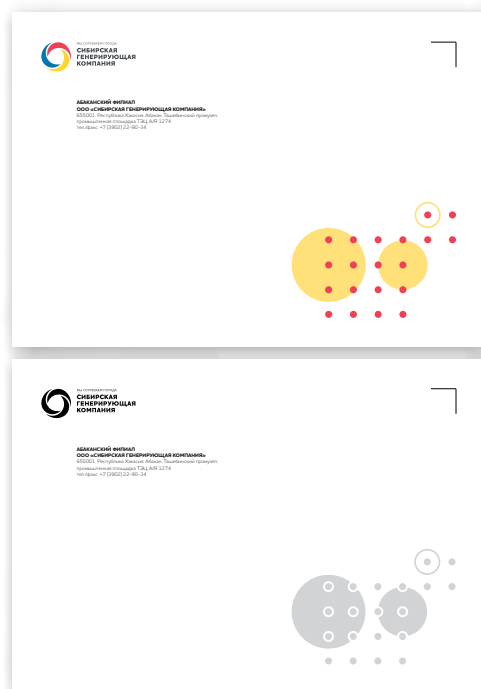 МЫ СОГРЕВАЕМ ГОРОДА
СИБИРСКАЯ
ГЕНЕРИРУЮЩАЯ
КОМПАНИЯ
АБАКАНСКИЙ ФИЛИАЛ
ООО «СИБИРСКАЯ ГЕНЕРИРУЮЩАЯ КОМПАНИЯ»
655001, Республика Хакасия, Абакан, Ташебинский промузел,
промышленная площадка ТЭЦ, А/Я 1274
тел./факс: +7 (3902) 22-90-34
МЫ СОГРЕВАЕМ ГОРОДА
СИБИРСКАЯ
ГЕНЕРИРУЮЩАЯ
КОМПАНИЯ
АБАКАНСКИЙ ФИЛИАЛ
ООО «СИБИРСКАЯ ГЕНЕРИРУЮЩАЯ КОМПАНИЯ»
655001, Республика Хакасия, Абакан, Ташебинский промузел,
промышленная площадка ТЭЦ, А/Я 1274
тел./факс: +7 (3902) 22-90-34